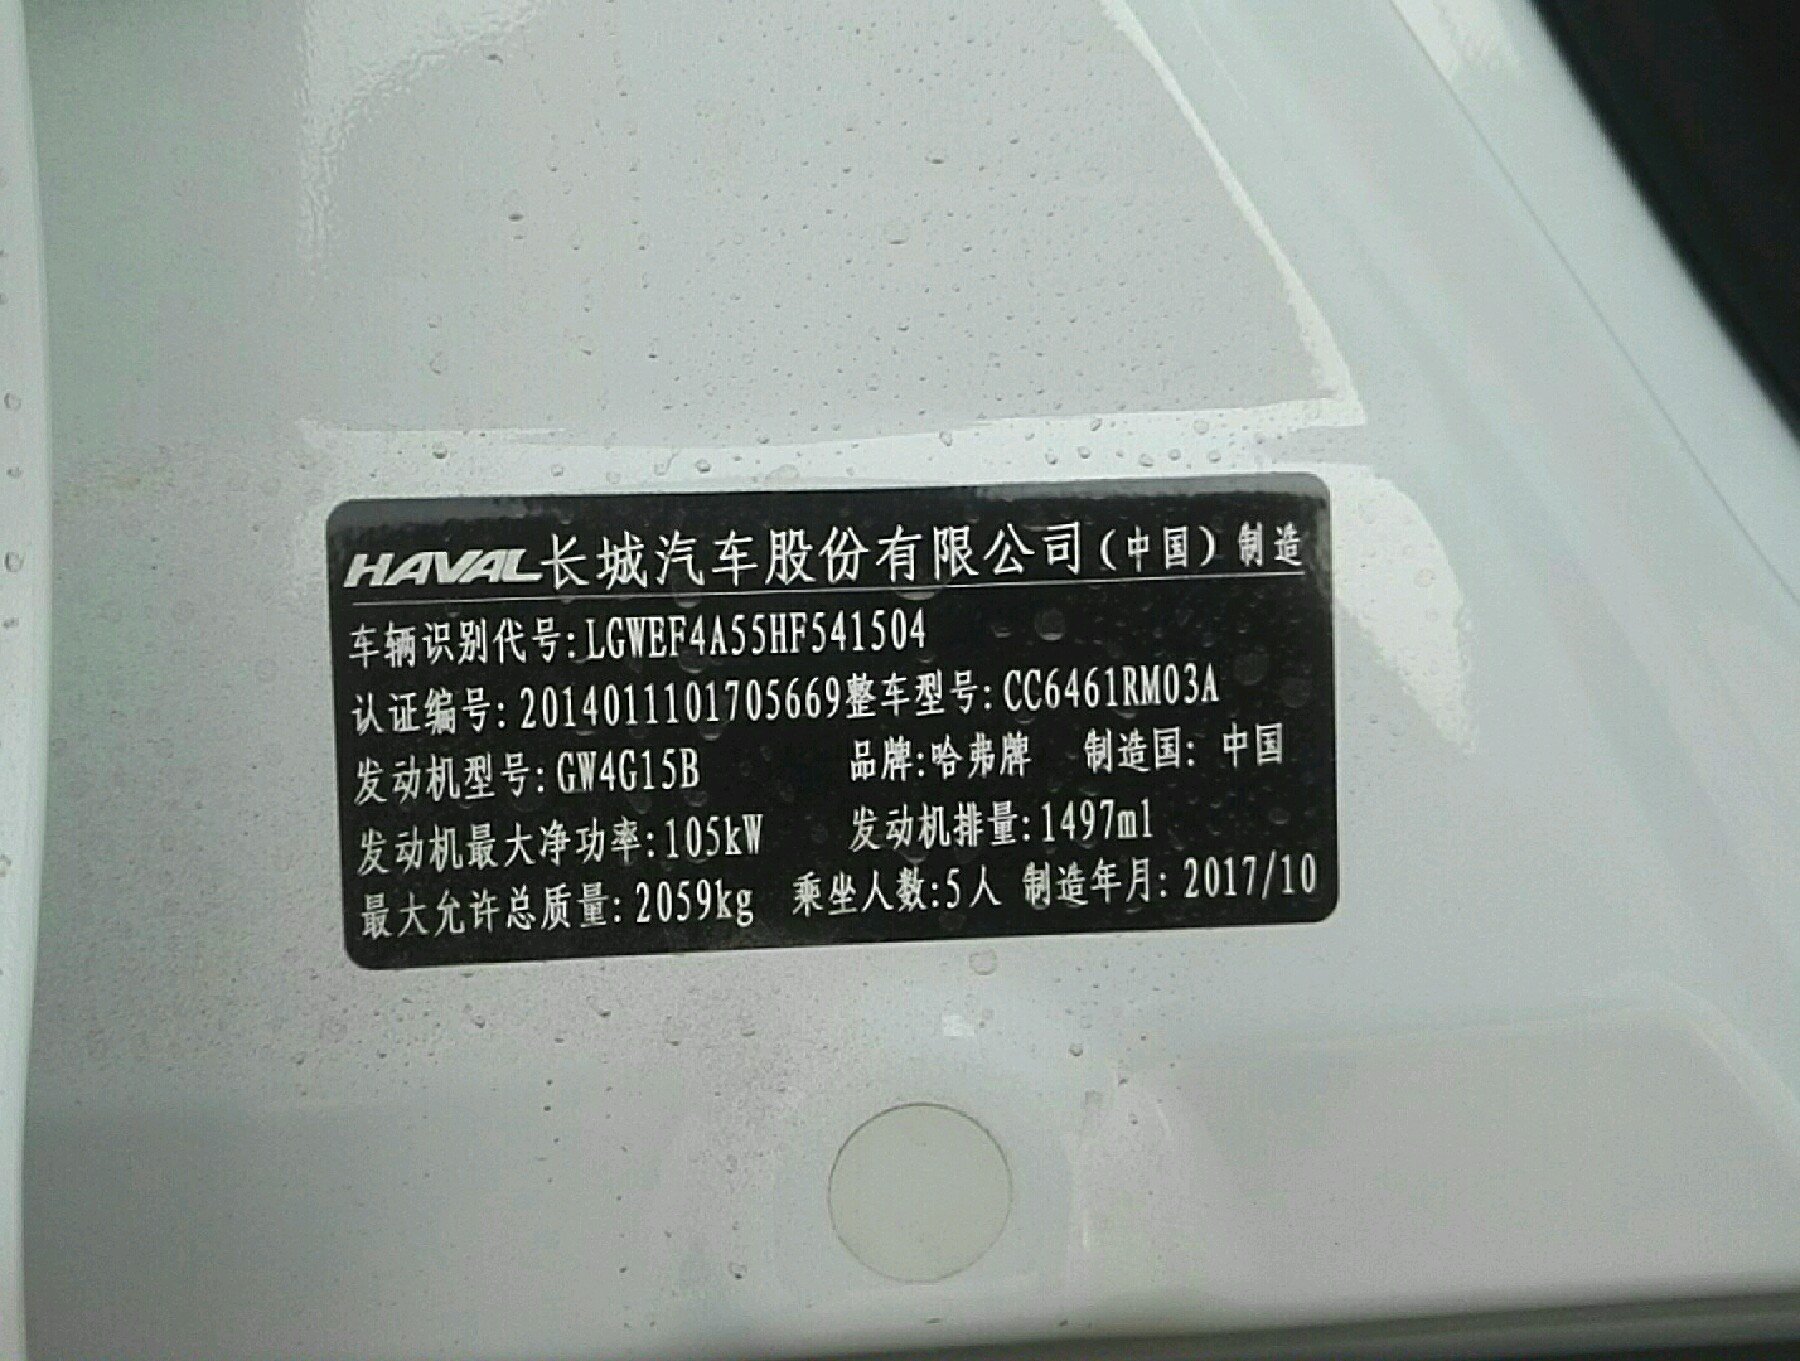 HAVAL长城汽车股份有限公司(中国)制造
车辆识别代号:LGWEF4A55HF541504
认证编号:2014011101705669整车型号:CC6461RM03A
发动机型号:GW4G15B 品牌:哈弗牌 制造国:中国
发动机最大净功率:105kW 发动机排量:1497ml
最大允许总质量:2059kg 乘坐人数:5人 制造年月:2017/10